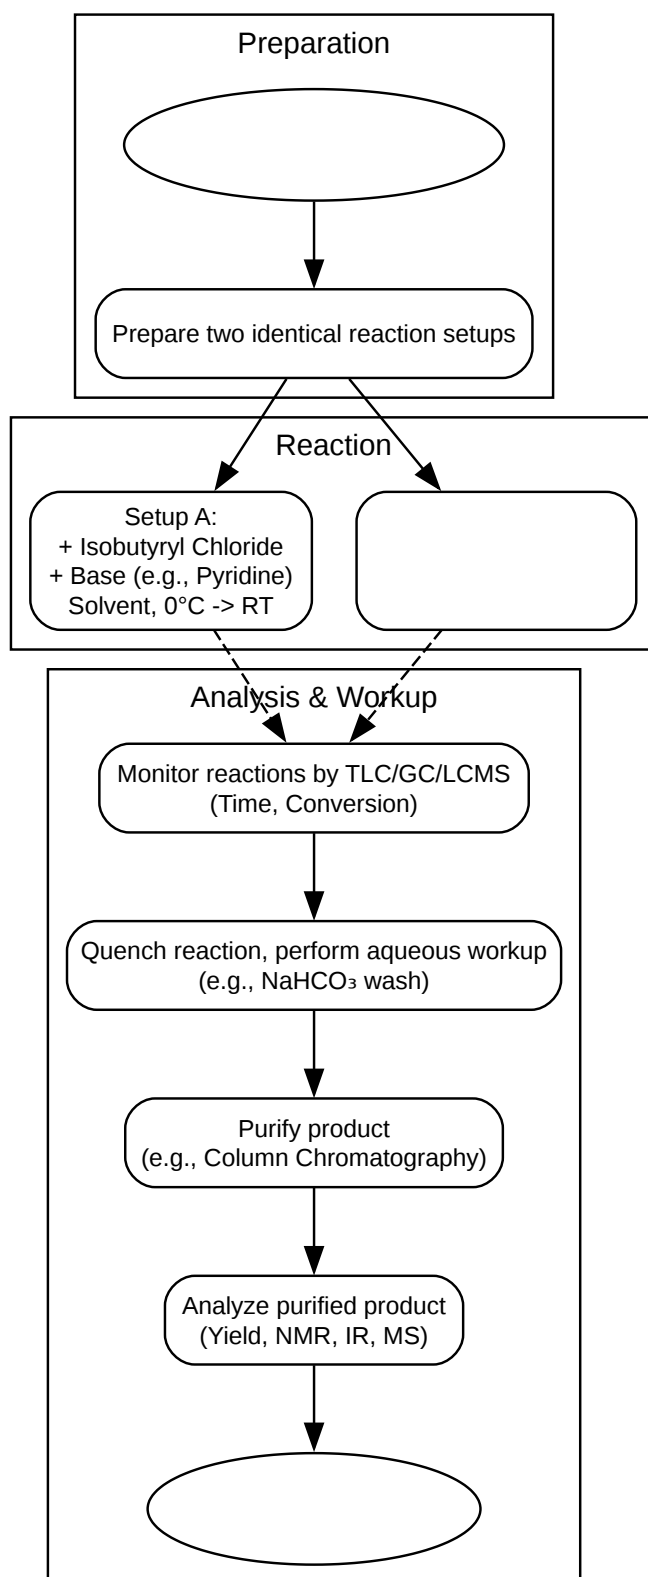 Preparation
Prepare two identical reaction setups
Reaction
Setup A:
+ Isobutyryl Chloride
+ Base (e.g., Pyridine)
Solvent, 0°C -> RT
Analysis & Workup
Monitor reactions by TLC/GC/LCMS
(Time, Conversion)
Quench reaction, perform aqueous workup
(e.g., NaHCO₃ wash)
Purify product
(e.g., Column Chromatography)
Analyze purified product
(Yield, NMR, IR, MS)